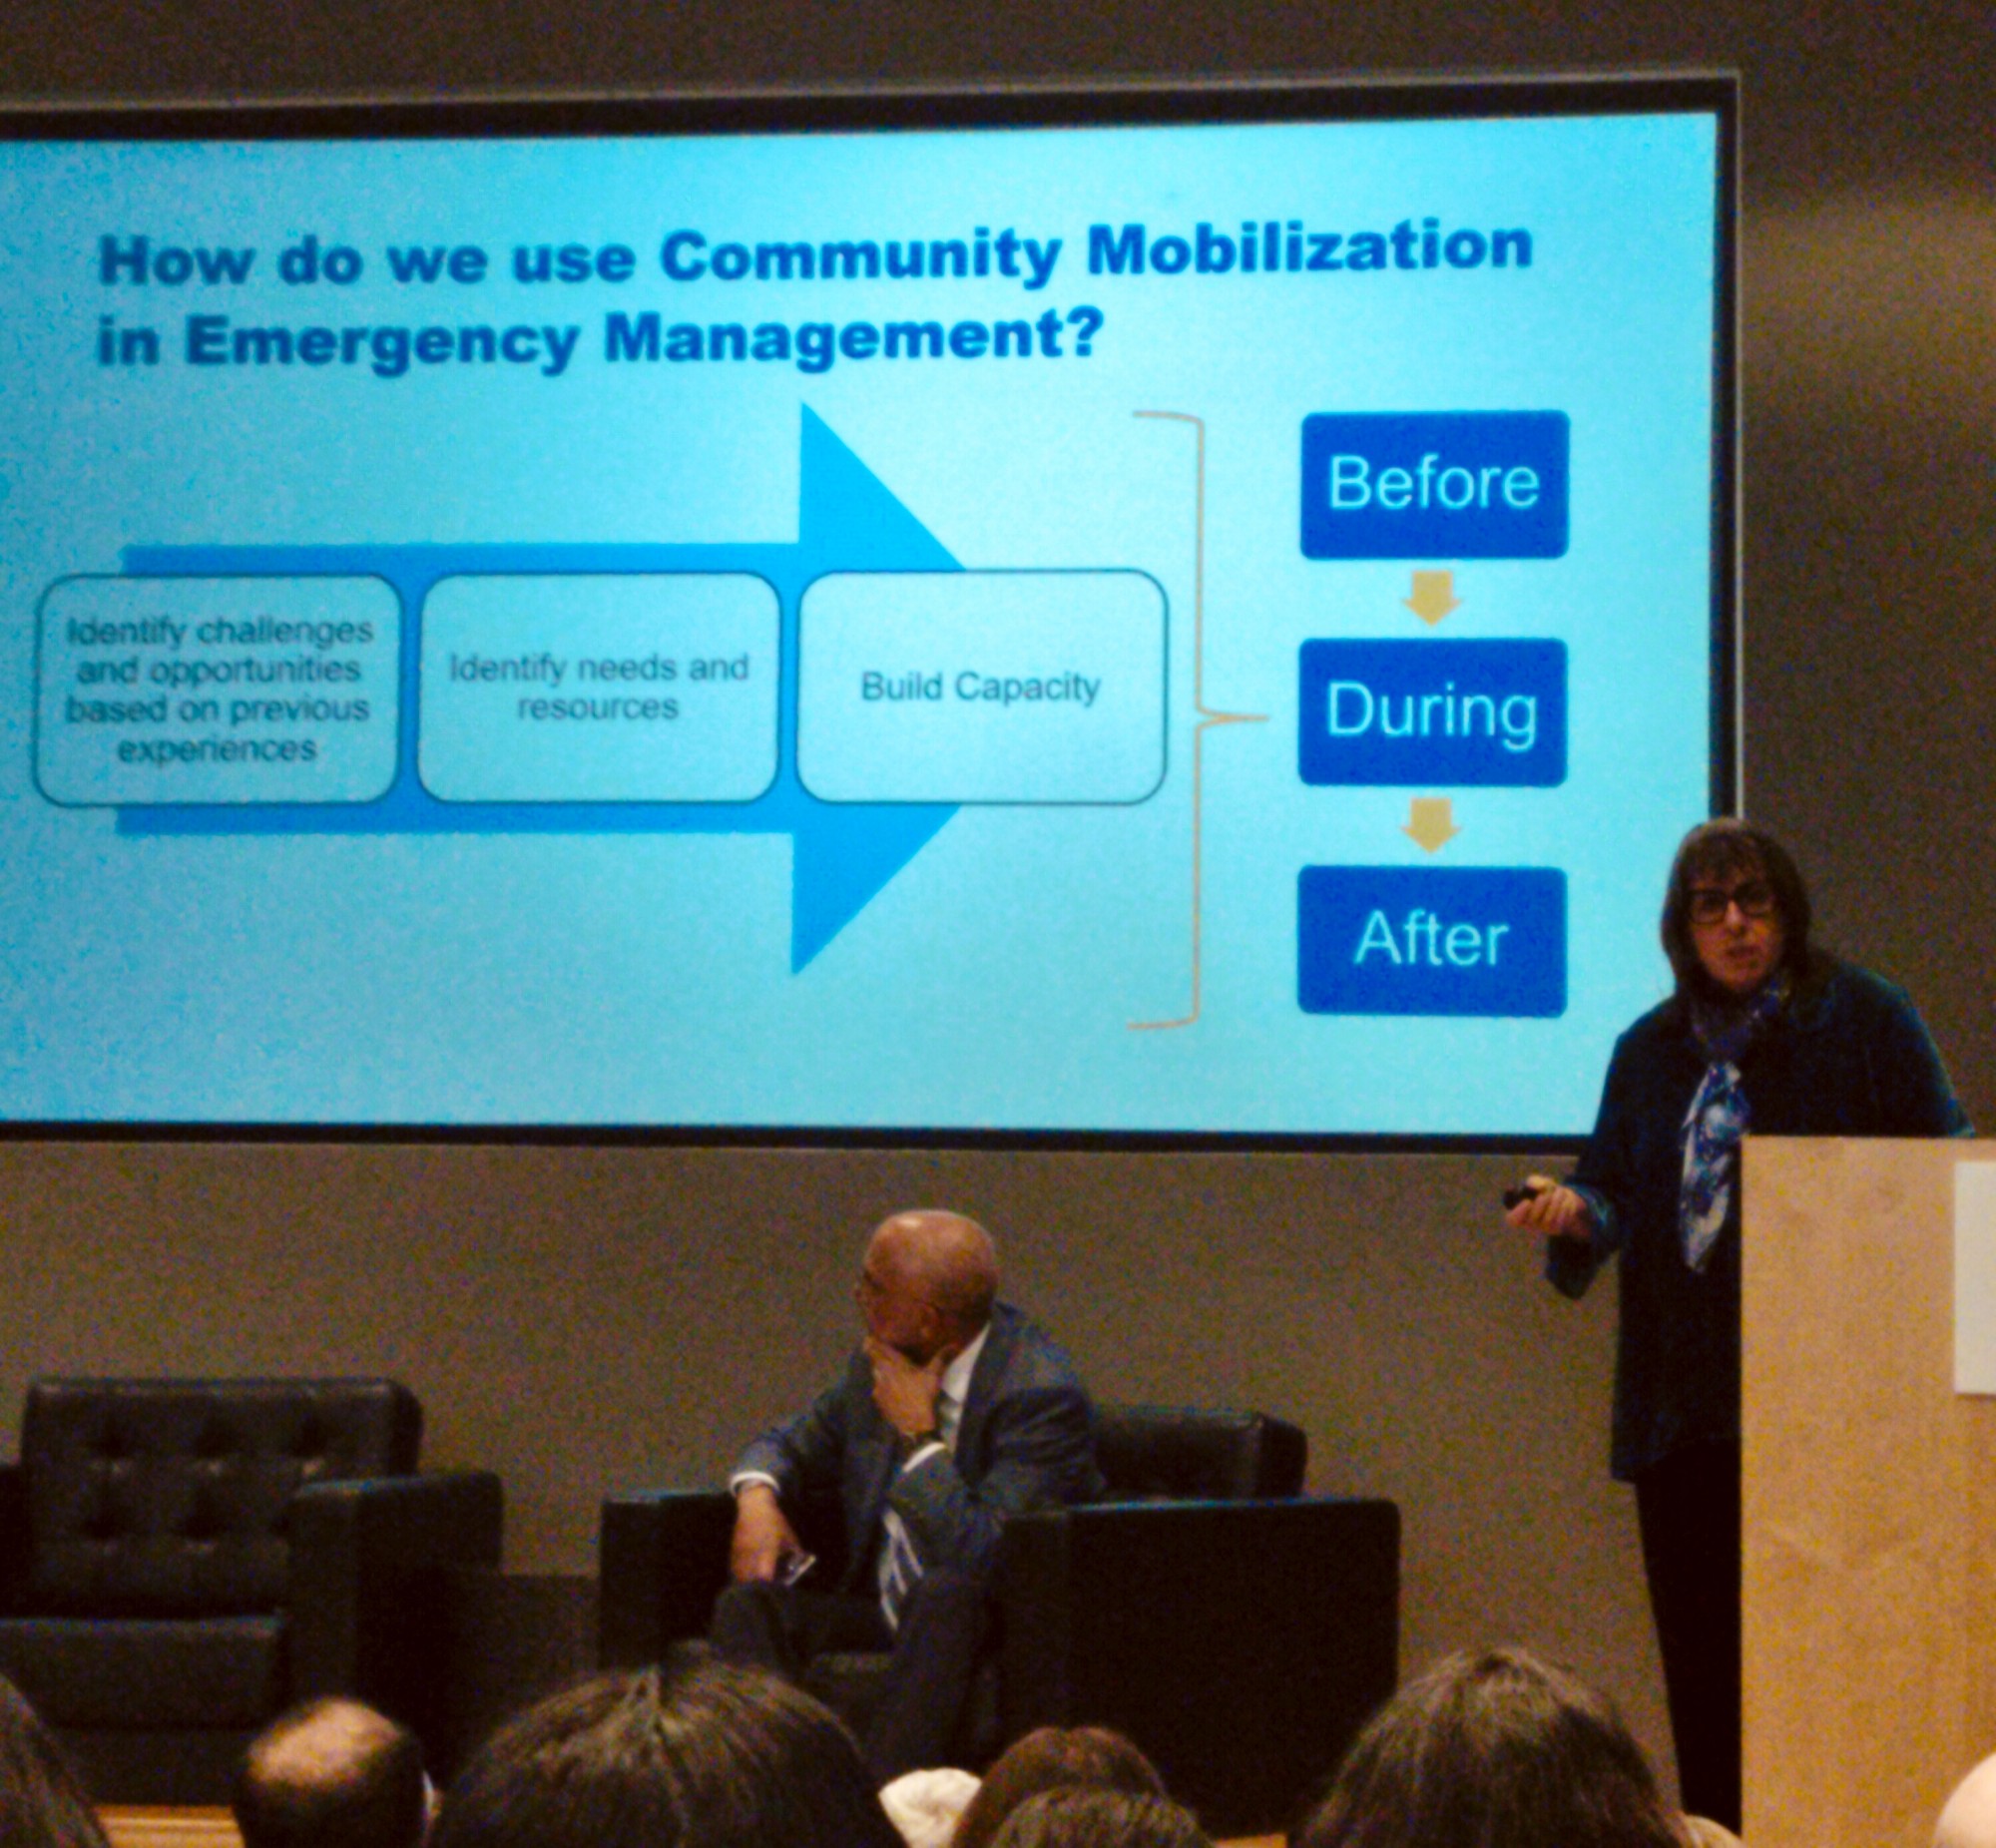 How do we use Community Mobilization
in Emergency Management?
Identify challenges
and opportunities
based on previous
experiences
Identify needs and
resources
Build Capacity
Before
During
After